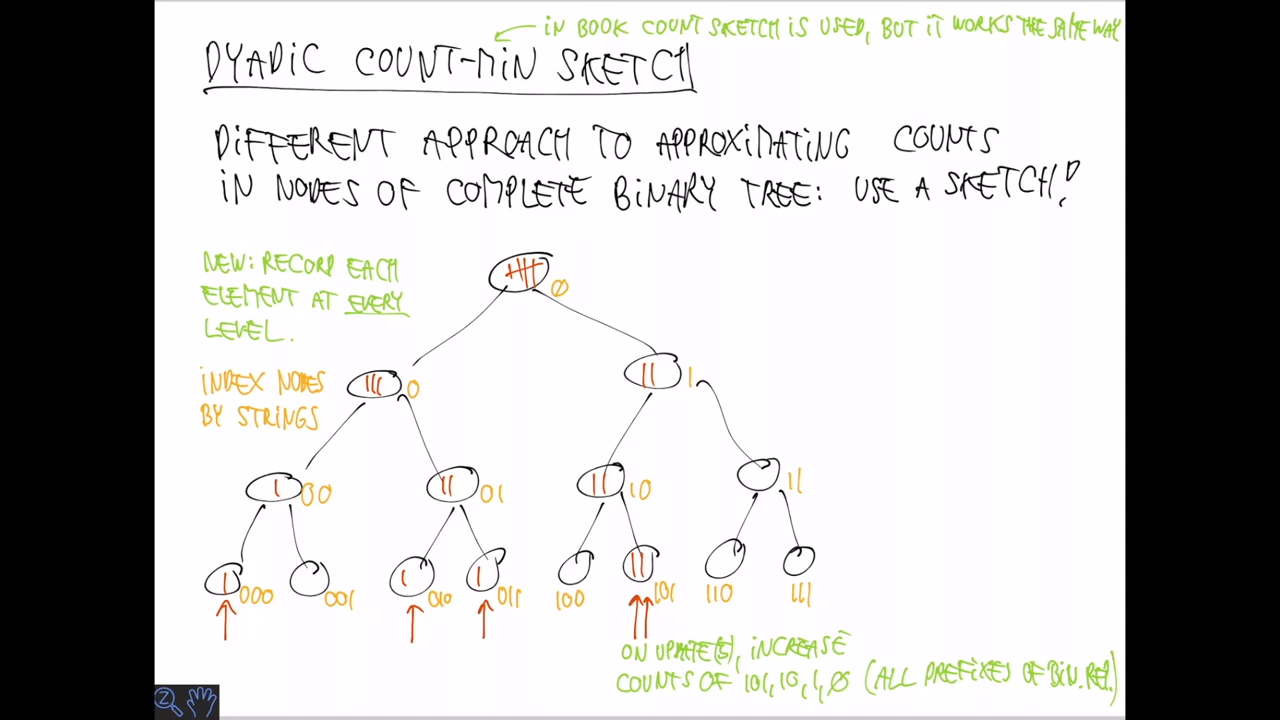 IN BOOK COUNT SKETCH IS USED, BUT IT WORKS THE SAME WAY
DYADIC COUNT-MIN SKETCH
DIFFERENT APPROACH TO APPROXIMATING COUNTS
IN NODES OF COMPLETE BINARY TREE: USE A SKETCH!
NEW: RECORD EACH
ELEMENT AT EVERY
LEVEL.
∅
INDEX NODES
BY STRINGS
0
1
00
01
10
11
000
001
010
011
100
101
110
111
ON UPDATE(5), INCREASE
COUNTS OF 101, 10, 1, ∅ (ALL PREFIXES OF BIN. REP.)